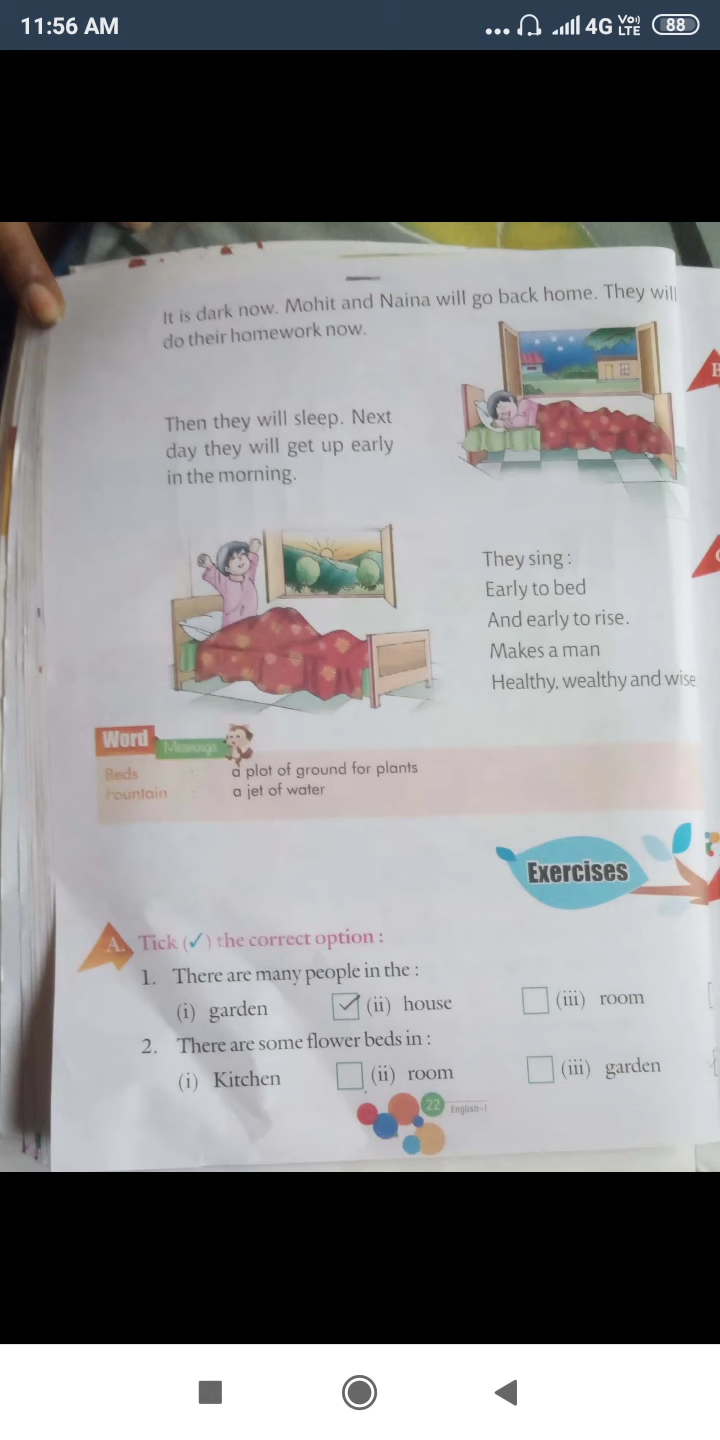 11:56 AM
4G Vo)) LTE 88
It is dark now. Mohit and Naina will go back home. They will
do their homework now.
Then they will sleep. Next
day they will get up early
in the morning.
They sing :
Early to bed
And early to rise.
Makes a man
Healthy, wealthy and wise
Word Meanings
Beds : a plot of ground for plants
Fountain : a jet of water
Exercises
A. Tick (✓) the correct option :
1. There are many people in the :
(i) garden (ii) house (iii) room
2. There are some flower beds in :
(i) Kitchen (ii) room (iii) garden
22 English-1